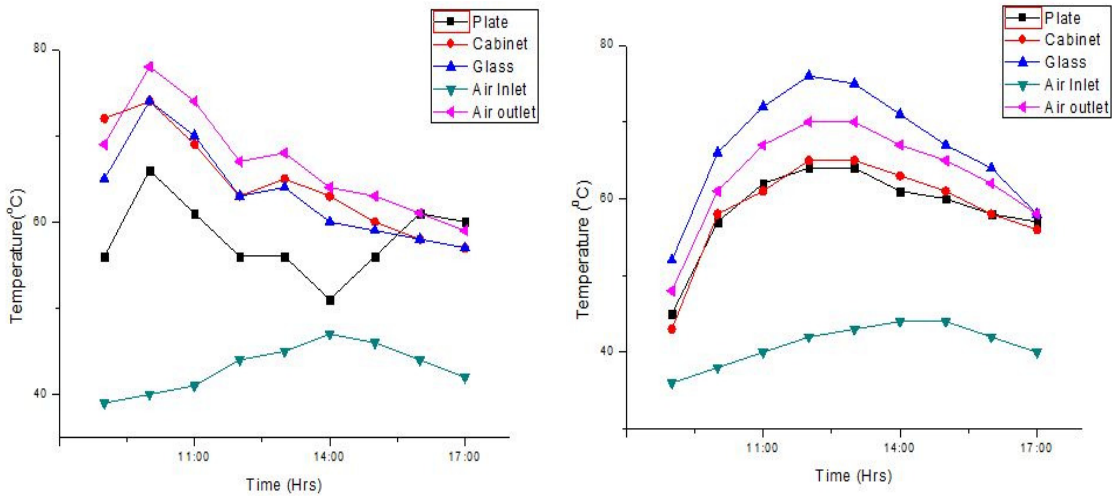 Plate
Cabinet
Glass
Air Inlet
Air outlet
80
60
40
Temperature(⁰C)
11:00
14:00
17:00
Time (Hrs)
Plate
Cabinet
Glass
Air Inlet
Air outlet
80
60
40
Temperature (⁰C)
11:00
14:00
17:00
Time (Hrs)